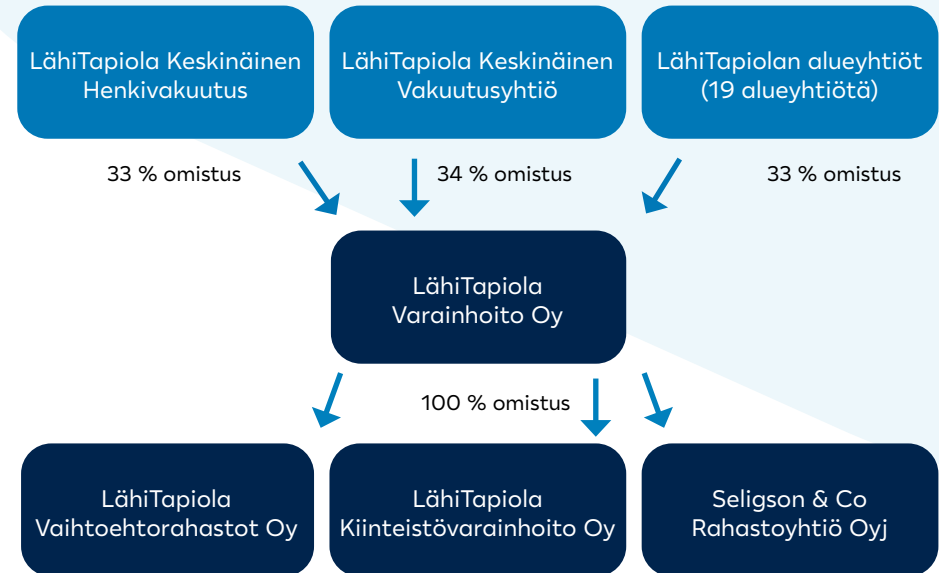 LähiTapiola Keskinäinen
Henkivakuutus
LähiTapiola Keskinäinen
Vakuutusyhtiö
LähiTapiolan alueyhtiöt
(19 alueyhtiötä)
33 % omistus
34 % omistus
33 % omistus
LähiTapiola
Varainhoito Oy
100 % omistus
LähiTapiola
Vaihtoehtorahastot Oy
LähiTapiola
Kiinteistövarainhoito Oy
Seligson & Co
Rahastoyhtiö Oyj